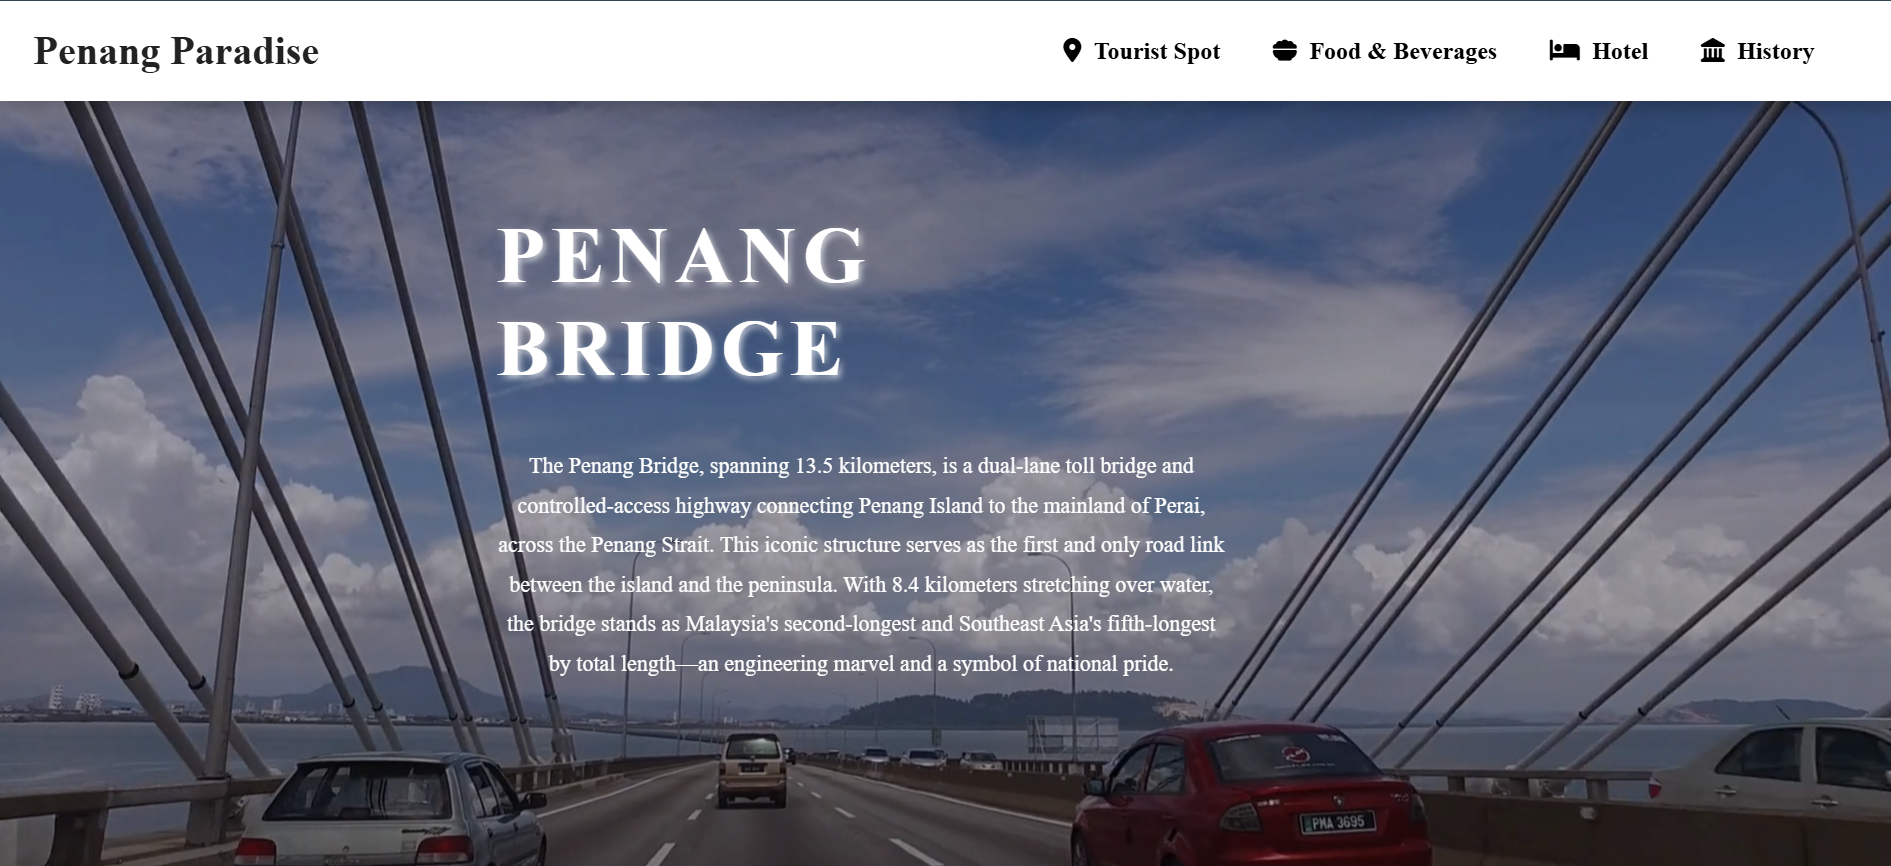 Penang Paradise
Tourist Spot
Food & Beverages
Hotel
History
PENANG
BRIDGE
The Penang Bridge, spanning 13.5 kilometers, is a dual-lane toll bridge and
controlled-access highway connecting Penang Island to the mainland of Perai,
across the Penang Strait. This iconic structure serves as the first and only road link
between the island and the peninsula. With 8.4 kilometers stretching over water,
the bridge stands as Malaysia's second-longest and Southeast Asia's fifth-longest
by total length—an engineering marvel and a symbol of national pride.
PMA 3695